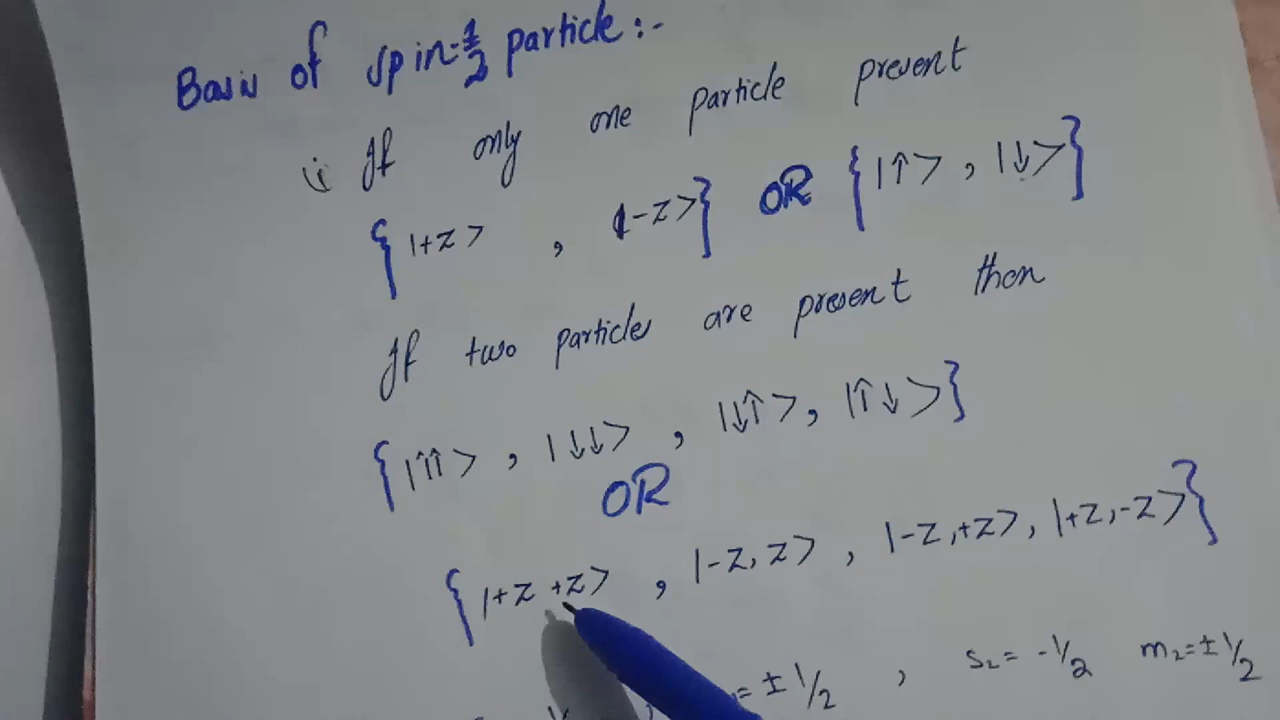 Basis of spin-1/2 particle :-
(i) If only one particle present
{|+z> , |-z>} OR {|↑> , |↓>}
If two particles are present then
{|↑↑> , |↓↓> , |↓↑> , |↑↓>}
OR
{|+z +z> , |-z, z> , |-z, +z> , |+z, -z>}
= ± 1/2 , s₂ = -1/2 m₂ = ± 1/2